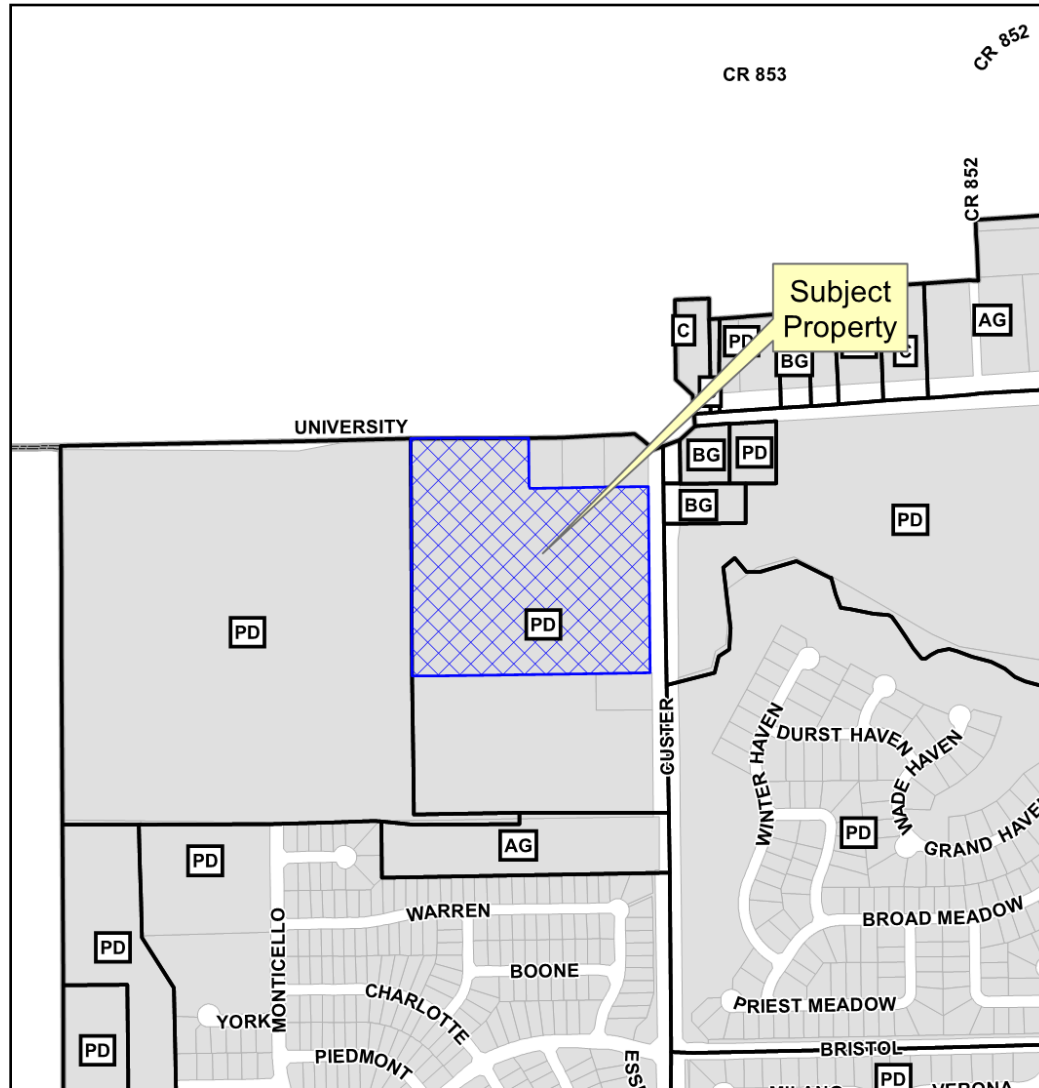 CR 852
CR 853
CR 852
Subject
Property
C
PD
BG
C
AG
UNIVERSITY
BG
PD
BG
PD
PD
PD
CUSTER
WINTER HAVEN
DURST HAVEN
WADE HAVEN
GRAND HAVEN
PD
AG
PD
WARREN
BROAD MEADOW
MONTICELLO
PD
BOONE
CHARLOTTE
PRIEST MEADOW
YORK
PD
PIEDMONT
BRISTOL
PD
VERONA